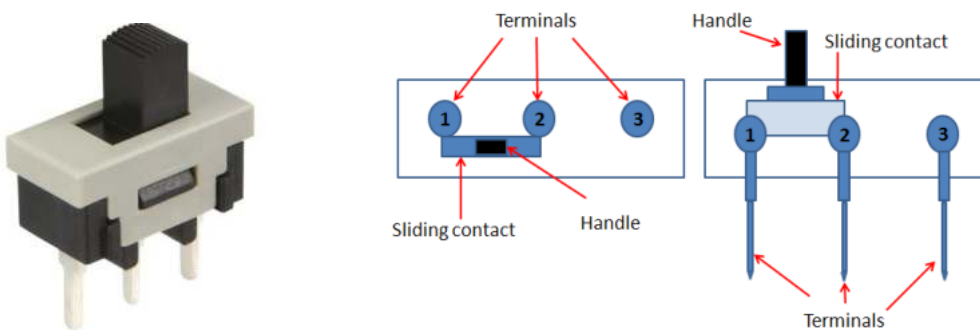 Terminals
1
2
3
Sliding contact
Handle
Handle
Sliding contact
1
2
3
Terminals